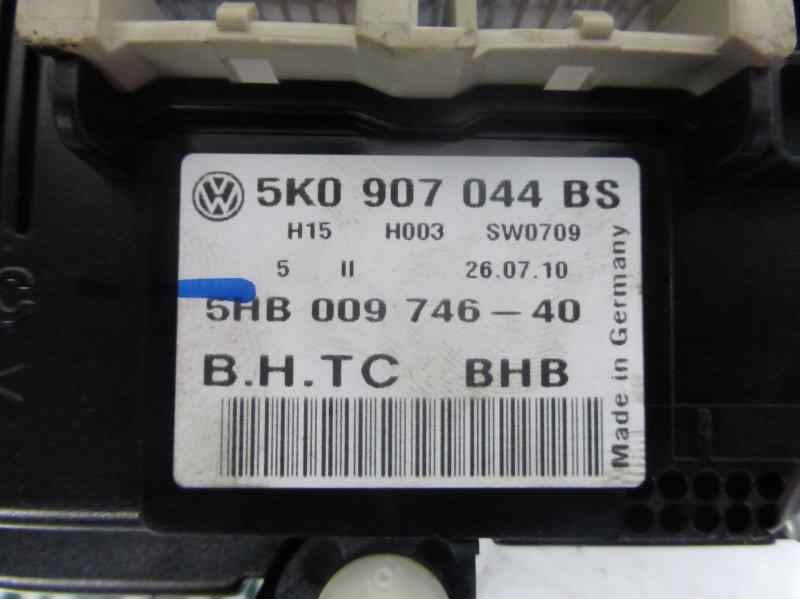 5K0 907 044 BS
H15 H003 SW0709
5 II 26.07.10
5HB 009 746-40
B.H.TC BHB
Made in Germany